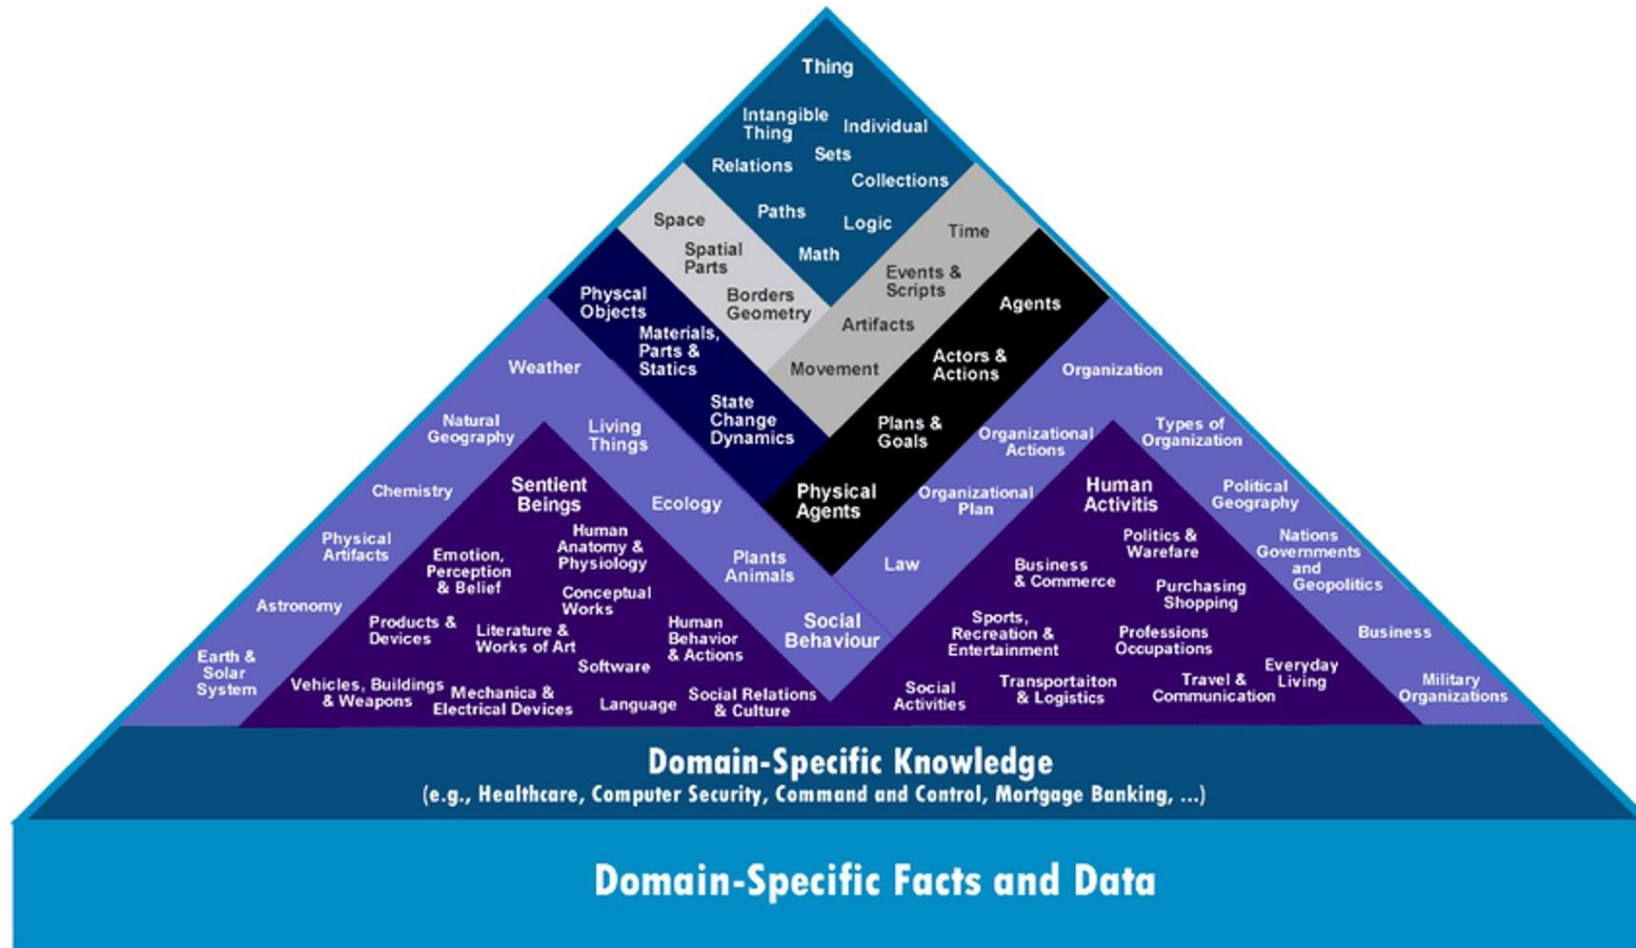 Thing
Intangible
Thing
Individual
Sets
Relations
Collections
Paths
Logic
Math
Space
Spatial
Parts
Borders
Geometry
Time
Events &
Scripts
Artifacts
Movement
Physcal
Objects
Materials,
Parts &
Statics
State
Change
Dynamics
Agents
Actors &
Actions
Plans &
Goals
Physical
Agents
Weather
Natural
Geography
Living
Things
Chemistry
Ecology
Physical
Artifacts
Plants
Animals
Astronomy
Social
Behaviour
Earth &
Solar
System
Organization
Organizational
Actions
Types of
Organization
Organizational
Plan
Political
Geography
Law
Nations
Governments
and
Geopolitics
Business
Military
Organizations
Sentient
Beings
Human
Anatomy &
Physiology
Emotion,
Perception
& Belief
Conceptual
Works
Products &
Devices
Literature &
Works of Art
Human
Behavior
& Actions
Software
Vehicles, Buildings
& Weapons
Mechanica &
Electrical Devices
Language
Social Relations
& Culture
Human
Activitis
Politics &
Warefare
Business
& Commerce
Purchasing
Shopping
Sports,
Recreation &
Entertainment
Professions
Occupations
Everyday
Living
Social
Activities
Transportaiton
& Logistics
Travel &
Communication
Domain-Specific Knowledge
(e.g., Healthcare, Computer Security, Command and Control, Mortgage Banking, ...)
Domain-Specific Facts and Data